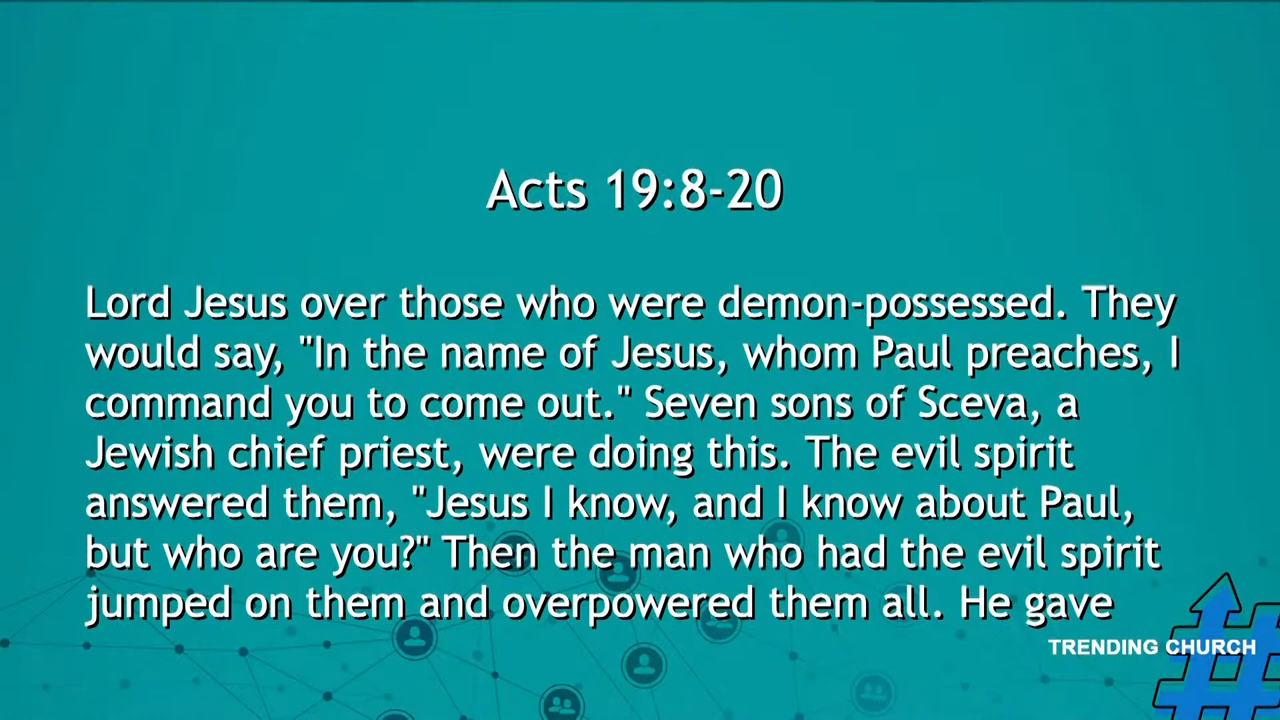 Acts 19:8-20
Lord Jesus over those who were demon-possessed. They
would say, "In the name of Jesus, whom Paul preaches, I
command you to come out." Seven sons of Sceva, a
Jewish chief priest, were doing this. The evil spirit
answered them, "Jesus I know, and I know about Paul,
but who are you?" Then the man who had the evil spirit
jumped on them and overpowered them all. He gave
TRENDING CHURCH
#